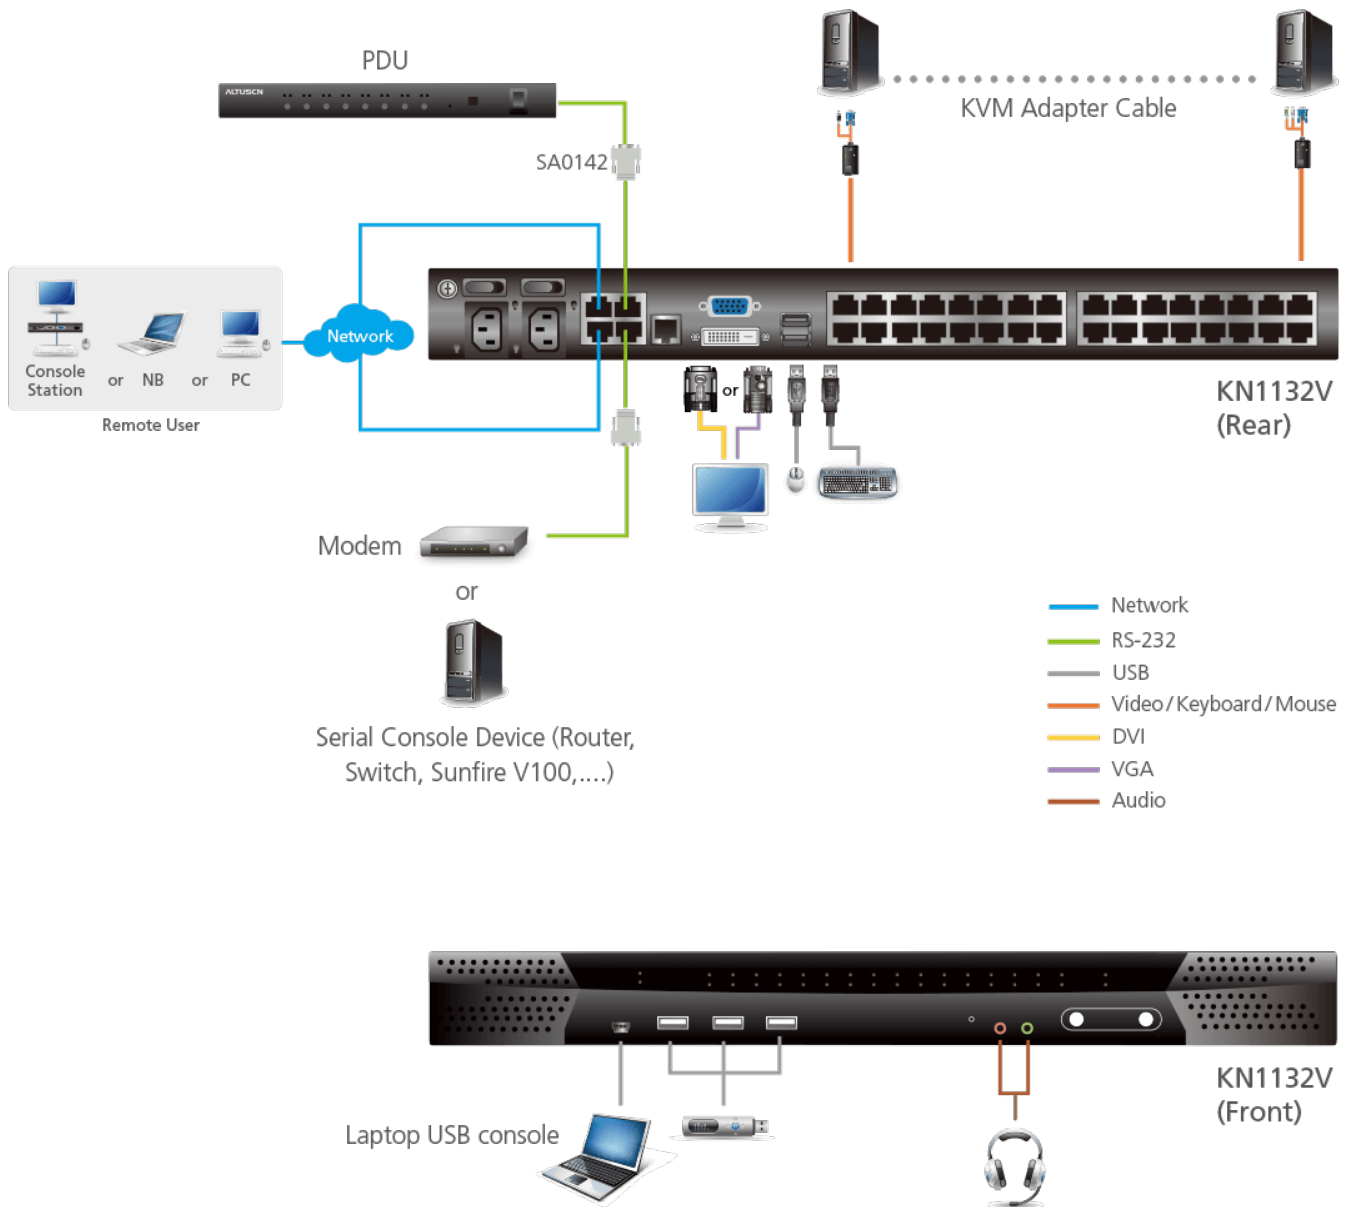 PDU
ALTUSCN
KVM Adapter Cable
SA0142
Network
Console
Station
or
NB
or
PC
Remote User
KN1132V
(Rear)
or
Modem
or
Serial Console Device (Router,
Switch, Sunfire V100,....)
Network
RS-232
USB
Video/Keyboard/Mouse
DVI
VGA
Audio
KN1132V
(Front)
Laptop USB console